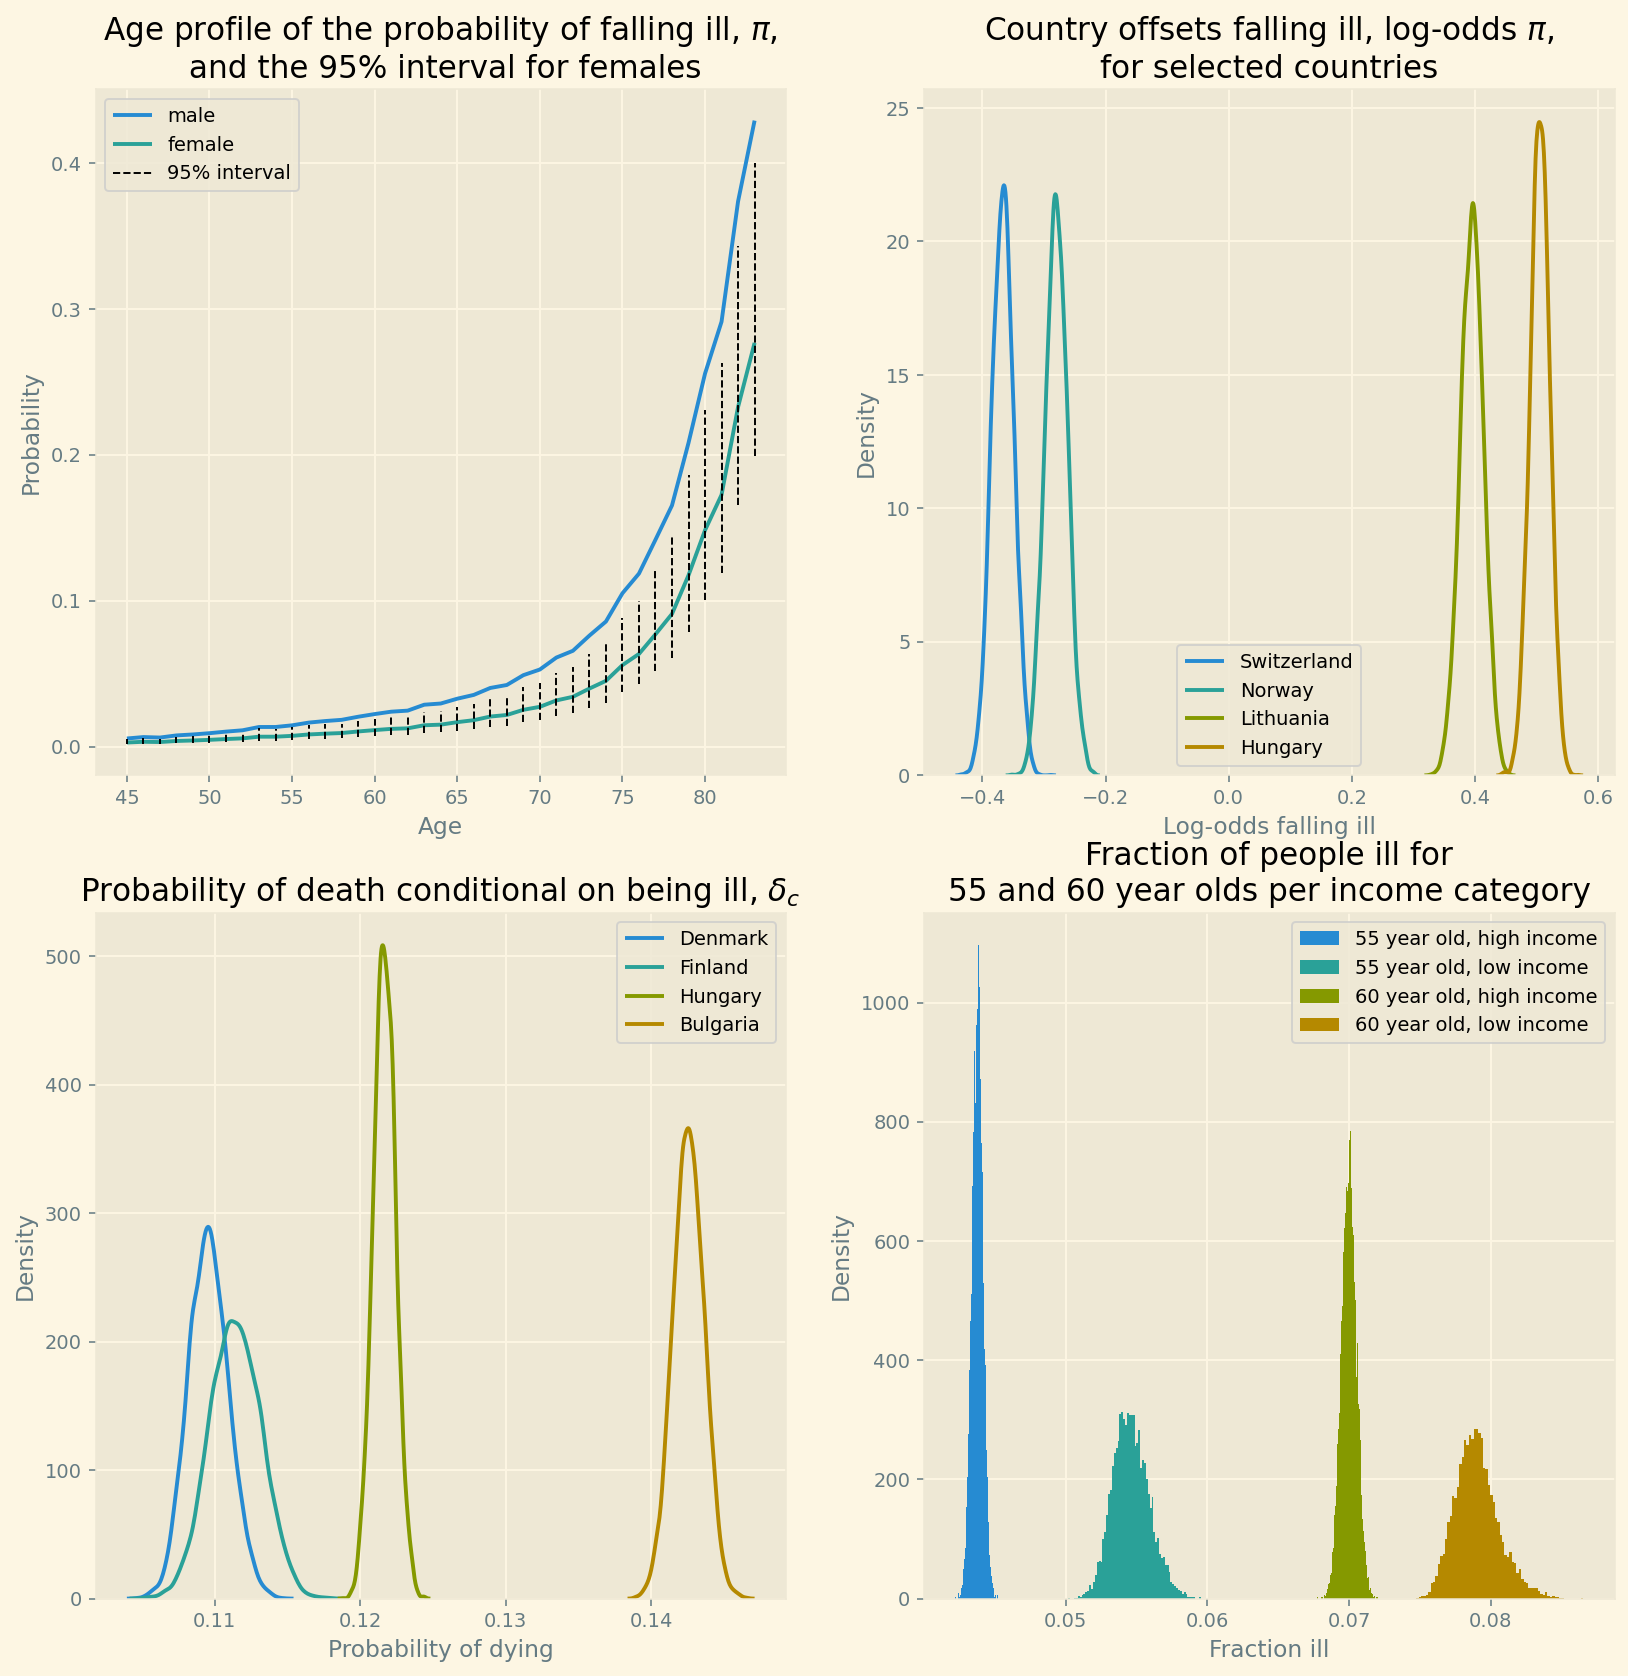 Age profile of the probability of falling ill, π,
and the 95% interval for females
male
female
95% interval
0.4
0.3
0.2
0.1
0.0
Probability
45 50 55 60 65 70 75 80
Age
Country offsets falling ill, log-odds π,
for selected countries
25
20
15
10
5
0
Density
Switzerland
Norway
Lithuania
Hungary
−0.4 −0.2 0.0 0.2 0.4 0.6
Log-odds falling ill
Probability of death conditional on being ill, δc
Denmark
Finland
Hungary
Bulgaria
500
400
300
200
100
0
Density
0.11 0.12 0.13 0.14
Probability of dying
Fraction of people ill for
55 and 60 year olds per income category
55 year old, high income
55 year old, low income
60 year old, high income
60 year old, low income
1000
800
600
400
200
0
Density
0.05 0.06 0.07 0.08
Fraction ill